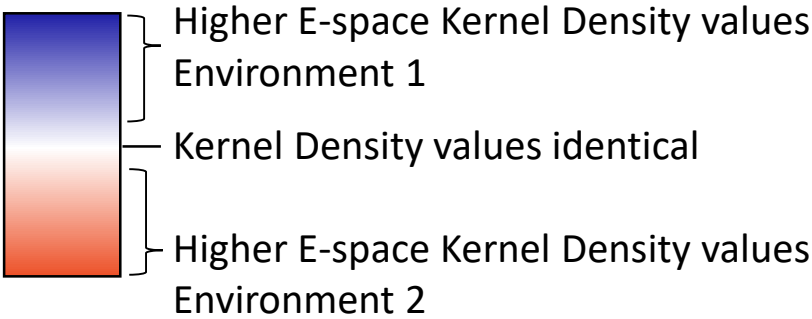 Higher E-space Kernel Density values
Environment 1
Kernel Density values identical
Higher E-space Kernel Density values
Environment 2